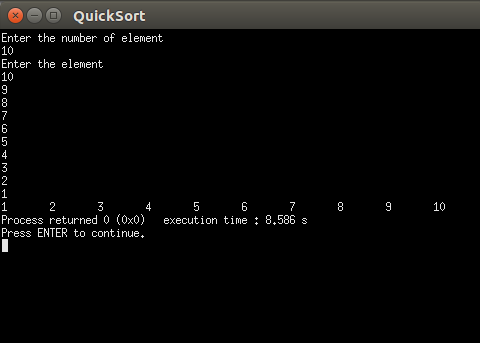 QuickSort
Enter the number of element
10
Enter the element
10
9
8
7
6
5
4
3
2
1
1 2 3 4 5 6 7 8 9 10
Process returned 0 (0x0) execution time : 8.586 s
Press ENTER to continue.